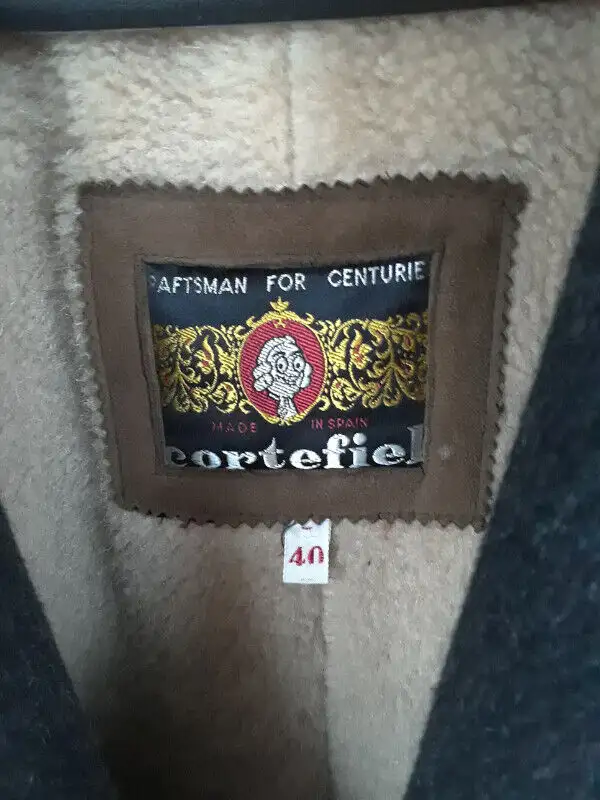 RAFTSMAN FOR CENTURIE
MADE IN SPAIN
cortefiel
40